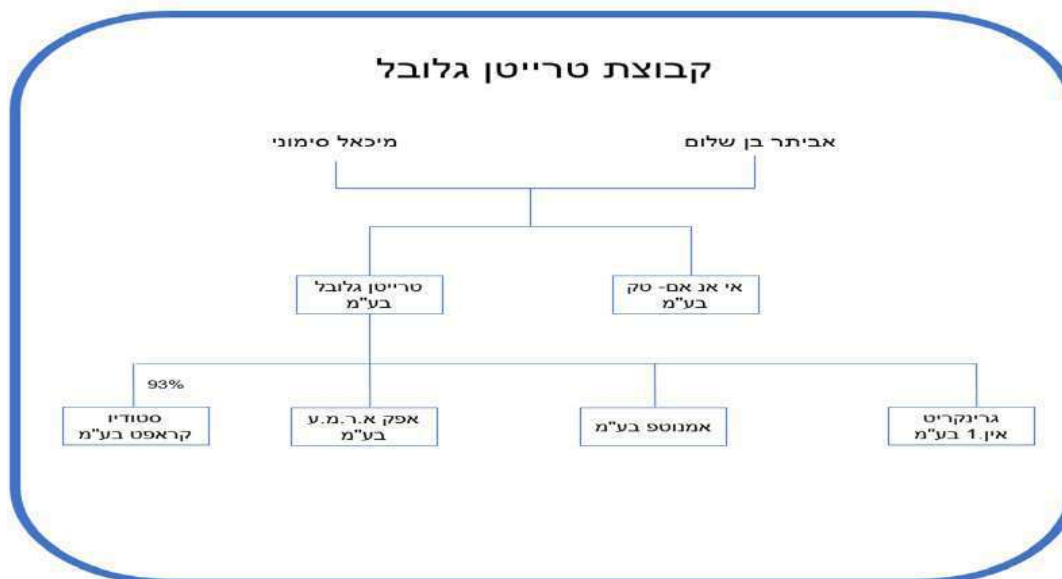 קבוצת טרייטן גלובל
אביתר בן שלום
מיכאל סימוני
אי אנ אם- טק
בע"מ
טרייטן גלובל
בע"מ
93%
גרינקריט
אין.1 בע"מ
אמנוטפ בע"מ
אפק א.ר.מ.ע
בע"מ
סטודיו
קראפט בע"מ